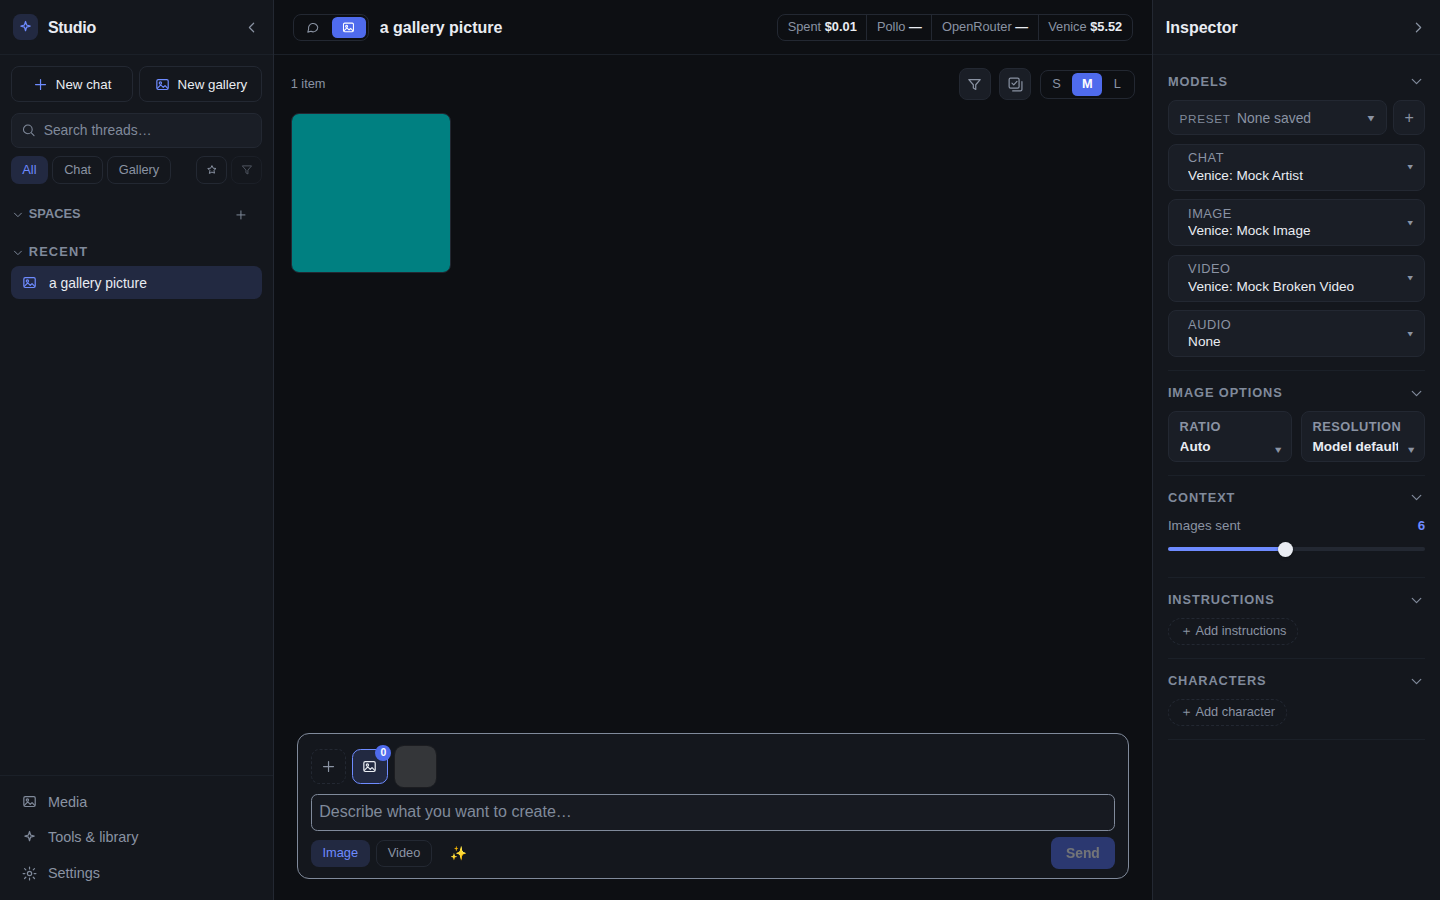 Studio
New chat
New gallery
Search threads…
All
Chat
Gallery
SPACES
RECENT
a gallery picture
Media
Tools & library
Settings
a gallery picture
Spent $0.01
Pollo —
OpenRouter —
Venice $5.52
1 item
S
M
L
0
Describe what you want to create…
Image
Video
Send
Inspector
MODELS
PRESET None saved
+
CHAT
Venice: Mock Artist
IMAGE
Venice: Mock Image
VIDEO
Venice: Mock Broken Video
AUDIO
None
IMAGE OPTIONS
RATIO
Auto
RESOLUTION
Model default
CONTEXT
Images sent
6
INSTRUCTIONS
+ Add instructions
CHARACTERS
+ Add character